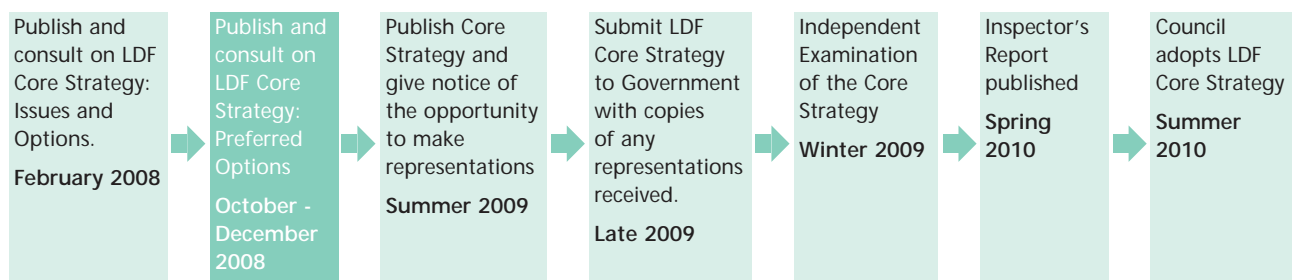 Publish and
consult on LDF
Core Strategy:
Issues and
Options.
February 2008
Publish and
consult on
LDF Core
Strategy:
Preferred
Options
October -
December
2008
Publish Core
Strategy and
give notice of
the opportunity
to make
representations
Summer 2009
Submit LDF
Core Strategy
to Government
with copies
of any
representations
received.
Late 2009
Independent
Examination
of the Core
Strategy
Winter 2009
Inspector's
Report
published
Spring
2010
Council
adopts LDF
Core Strategy
Summer
2010